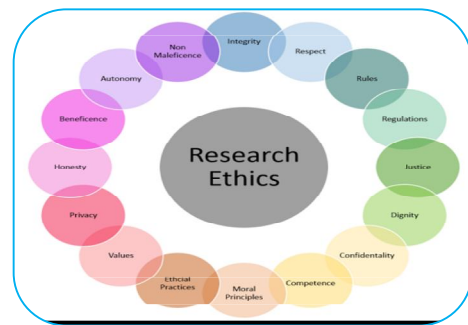 Integrity
Respect
Rules
Regulations
Justice
Dignity
Confidentality
Competence
Moral
Principles
Ethcial
Practices
Values
Privacy
Honesty
Beneficence
Autonomy
Non
Maleficence
Research
Ethics